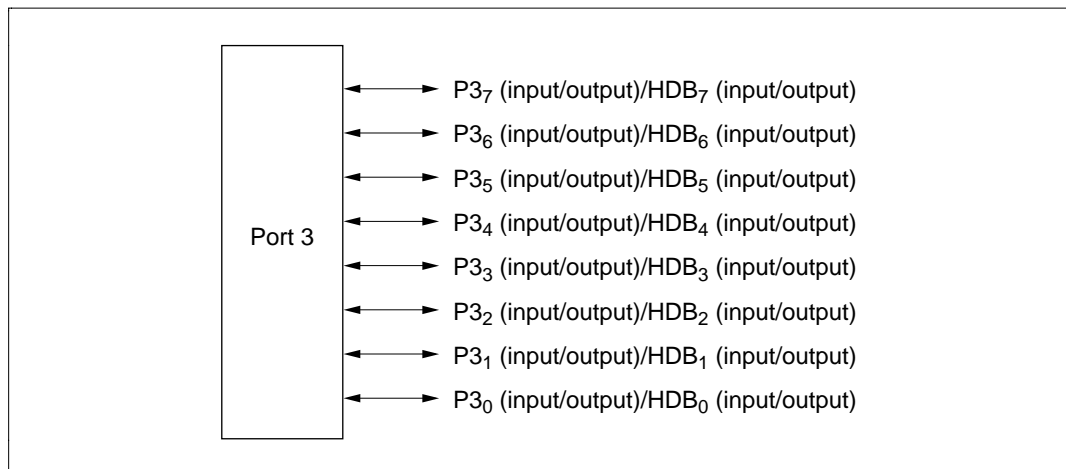 P3₇ (input/output)/HDB₇ (input/output)
P3₆ (input/output)/HDB₆ (input/output)
P3₅ (input/output)/HDB₅ (input/output)
P3₄ (input/output)/HDB₄ (input/output)
Port 3
P3₃ (input/output)/HDB₃ (input/output)
P3₂ (input/output)/HDB₂ (input/output)
P3₁ (input/output)/HDB₁ (input/output)
P3₀ (input/output)/HDB₀ (input/output)